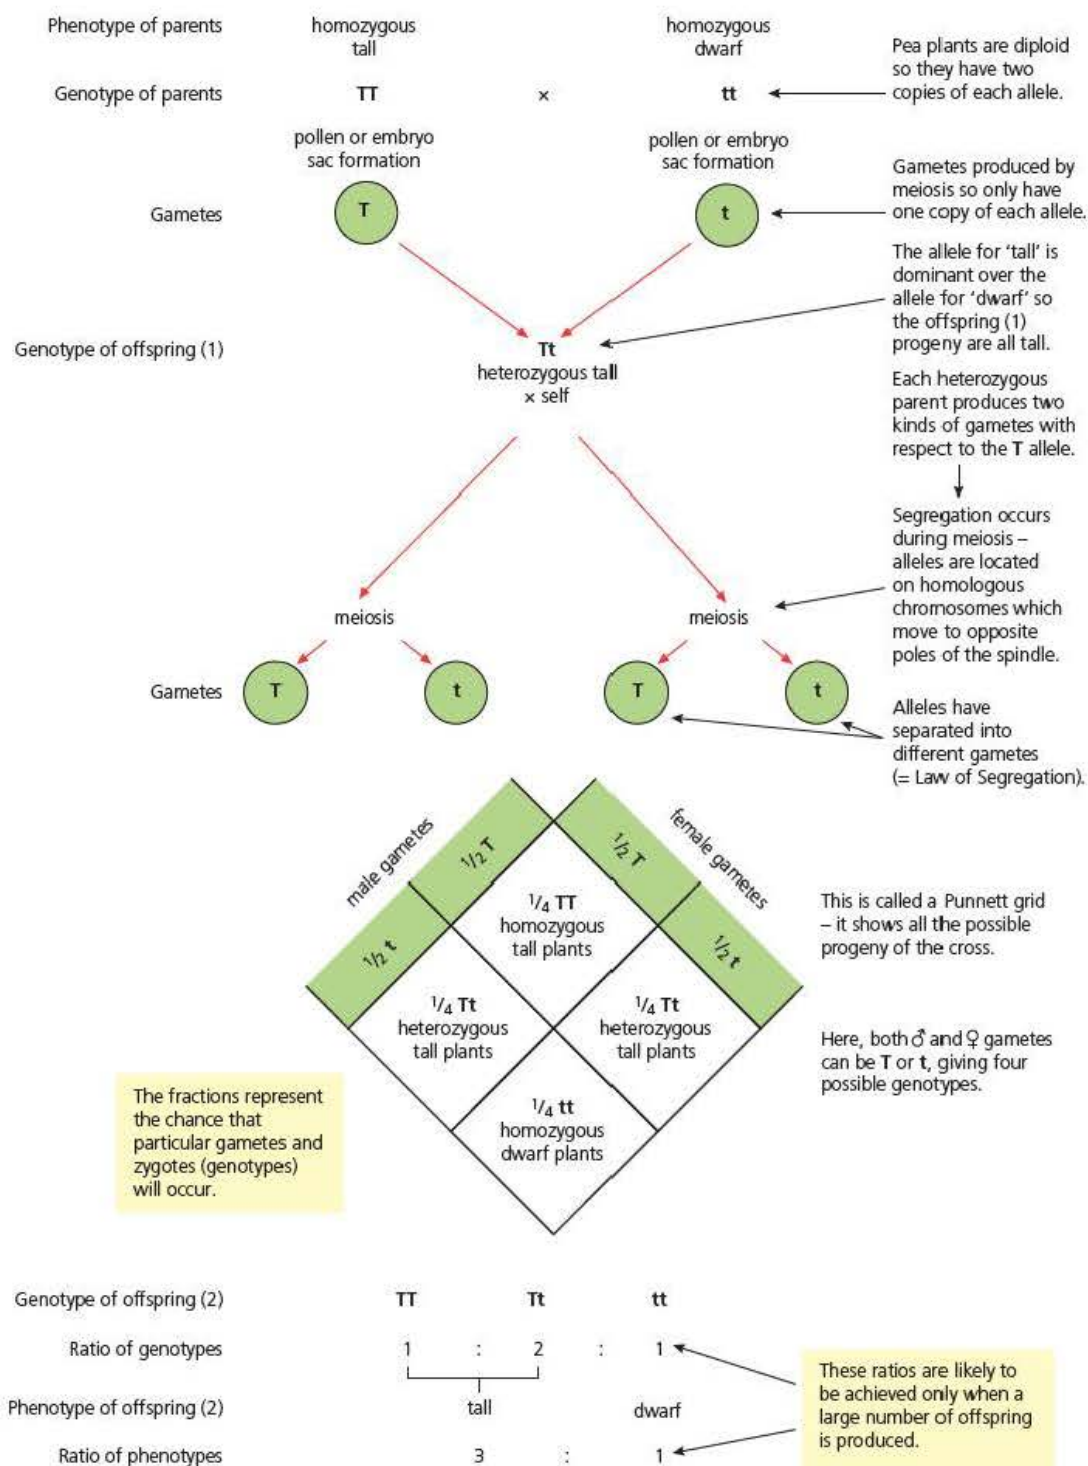 Phenotype of parents
homozygous
tall
homozygous
dwarf
Pea plants are diploid
so they have two
copies of each allele.
Genotype of parents
TT
×
tt
pollen or embryo
sac formation
pollen or embryo
sac formation
Gametes produced by
meiosis so only have
one copy of each allele.
Gametes
T
t
The allele for ‘tall’ is
dominant over the
allele for ‘dwarf’ so
the offspring (1)
progeny are all tall.
Genotype of offspring (1)
Tt
heterozygous tall
× self
Each heterozygous
parent produces two
kinds of gametes with
respect to the T allele.
Segregation occurs
during meiosis –
alleles are located
on homologous
chromosomes which
move to opposite
poles of the spindle.
meiosis
meiosis
Gametes
T
t
T
t
Alleles have
separated into
different gametes
(= Law of Segregation).
male gametes
female gametes
½ T
½ t
½ T
½ t
¼ TT
homozygous
tall plants
¼ Tt
heterozygous
tall plants
¼ Tt
heterozygous
tall plants
¼ tt
homozygous
dwarf plants
This is called a Punnett grid
– it shows all the possible
progeny of the cross.
Here, both ♂ and ♀ gametes
can be T or t, giving four
possible genotypes.
The fractions represent
the chance that
particular gametes and
zygotes (genotypes)
will occur.
Genotype of offspring (2)
TT Tt tt
Ratio of genotypes
1 : 2 : 1
Phenotype of offspring (2)
tall dwarf
Ratio of phenotypes
3 : 1
These ratios are likely to
be achieved only when a
large number of offspring
is produced.